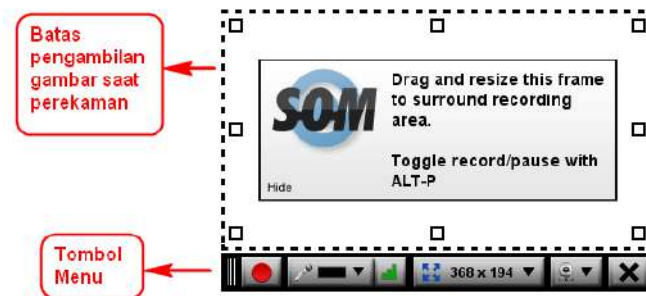 Batas
pengambilan
gambar saat
perekaman
SOM
Drag and resize this frame
to surround recording
area.
Toggle record/pause with
ALT-P
Hide
Tombol
Menu
368 x 194